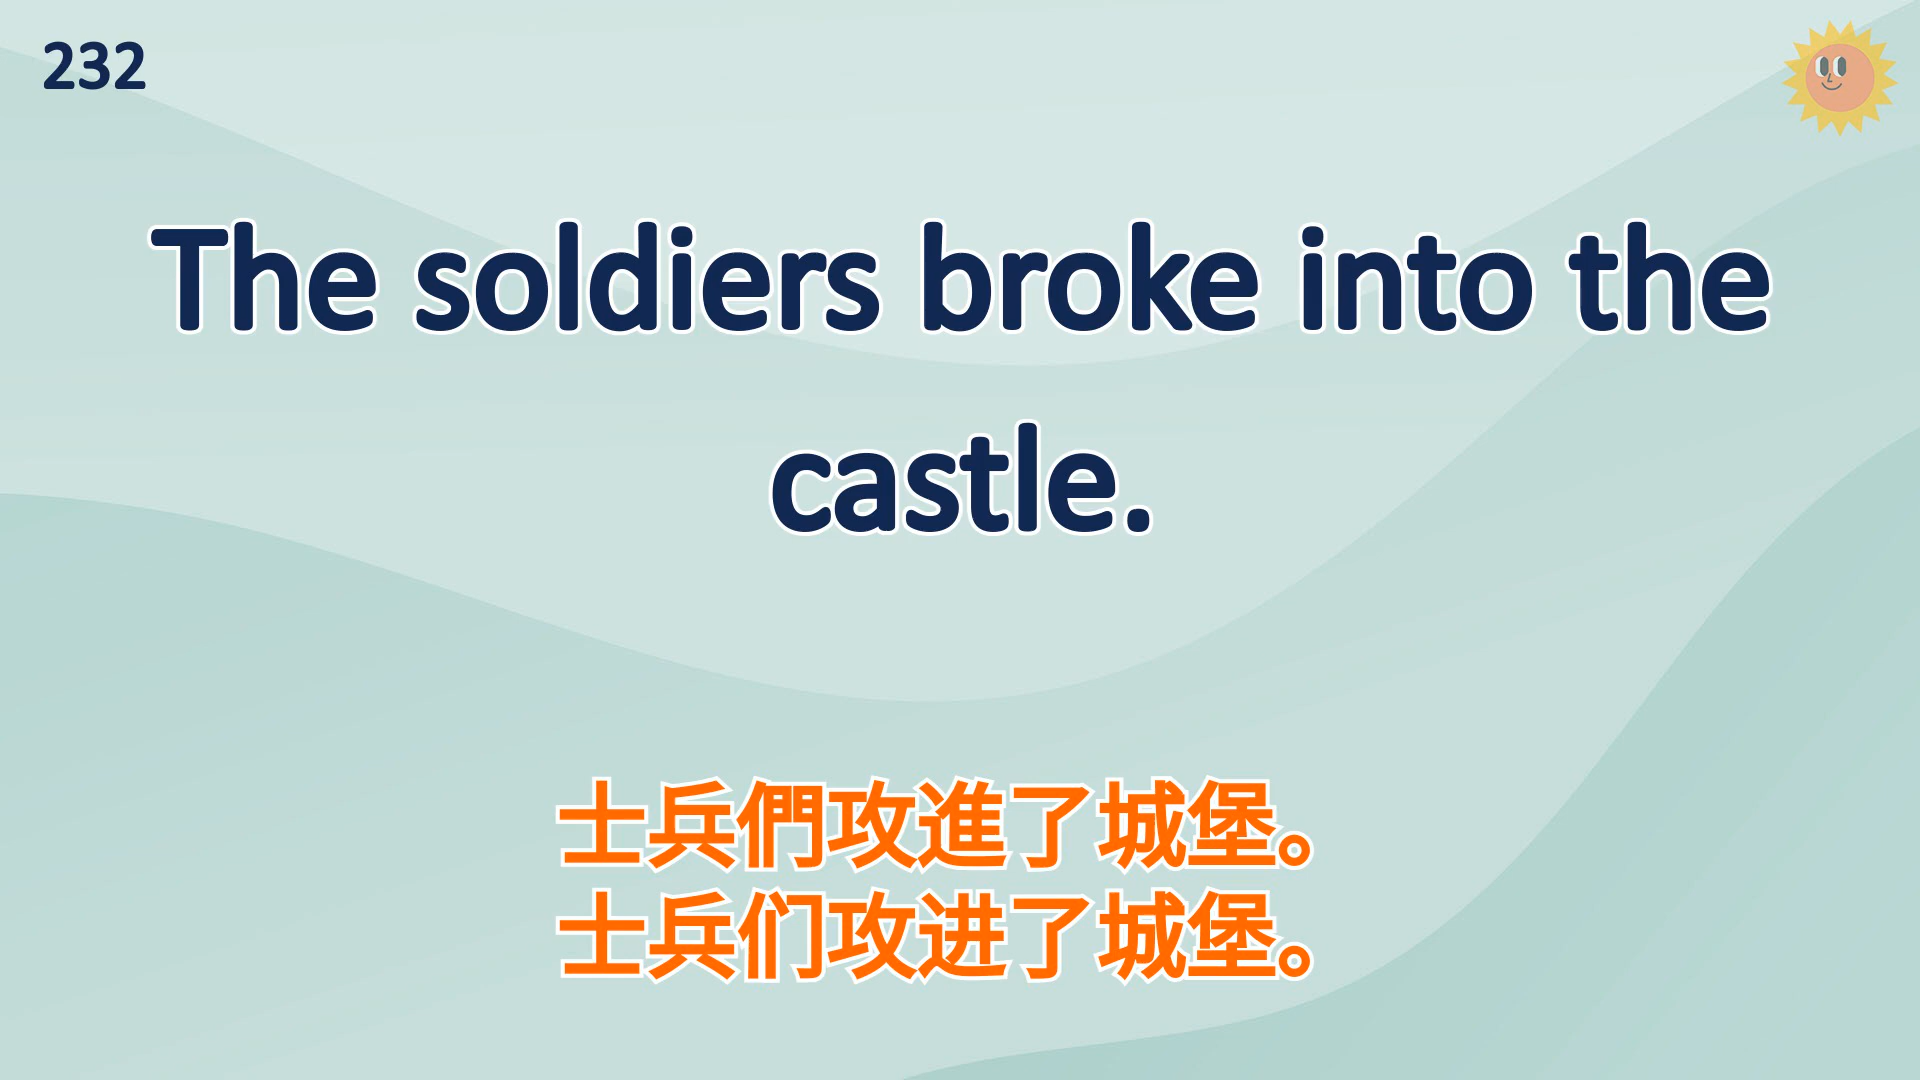 232
The soldiers broke into the
castle.
士兵們攻進了城堡。
士兵们攻进了城堡。